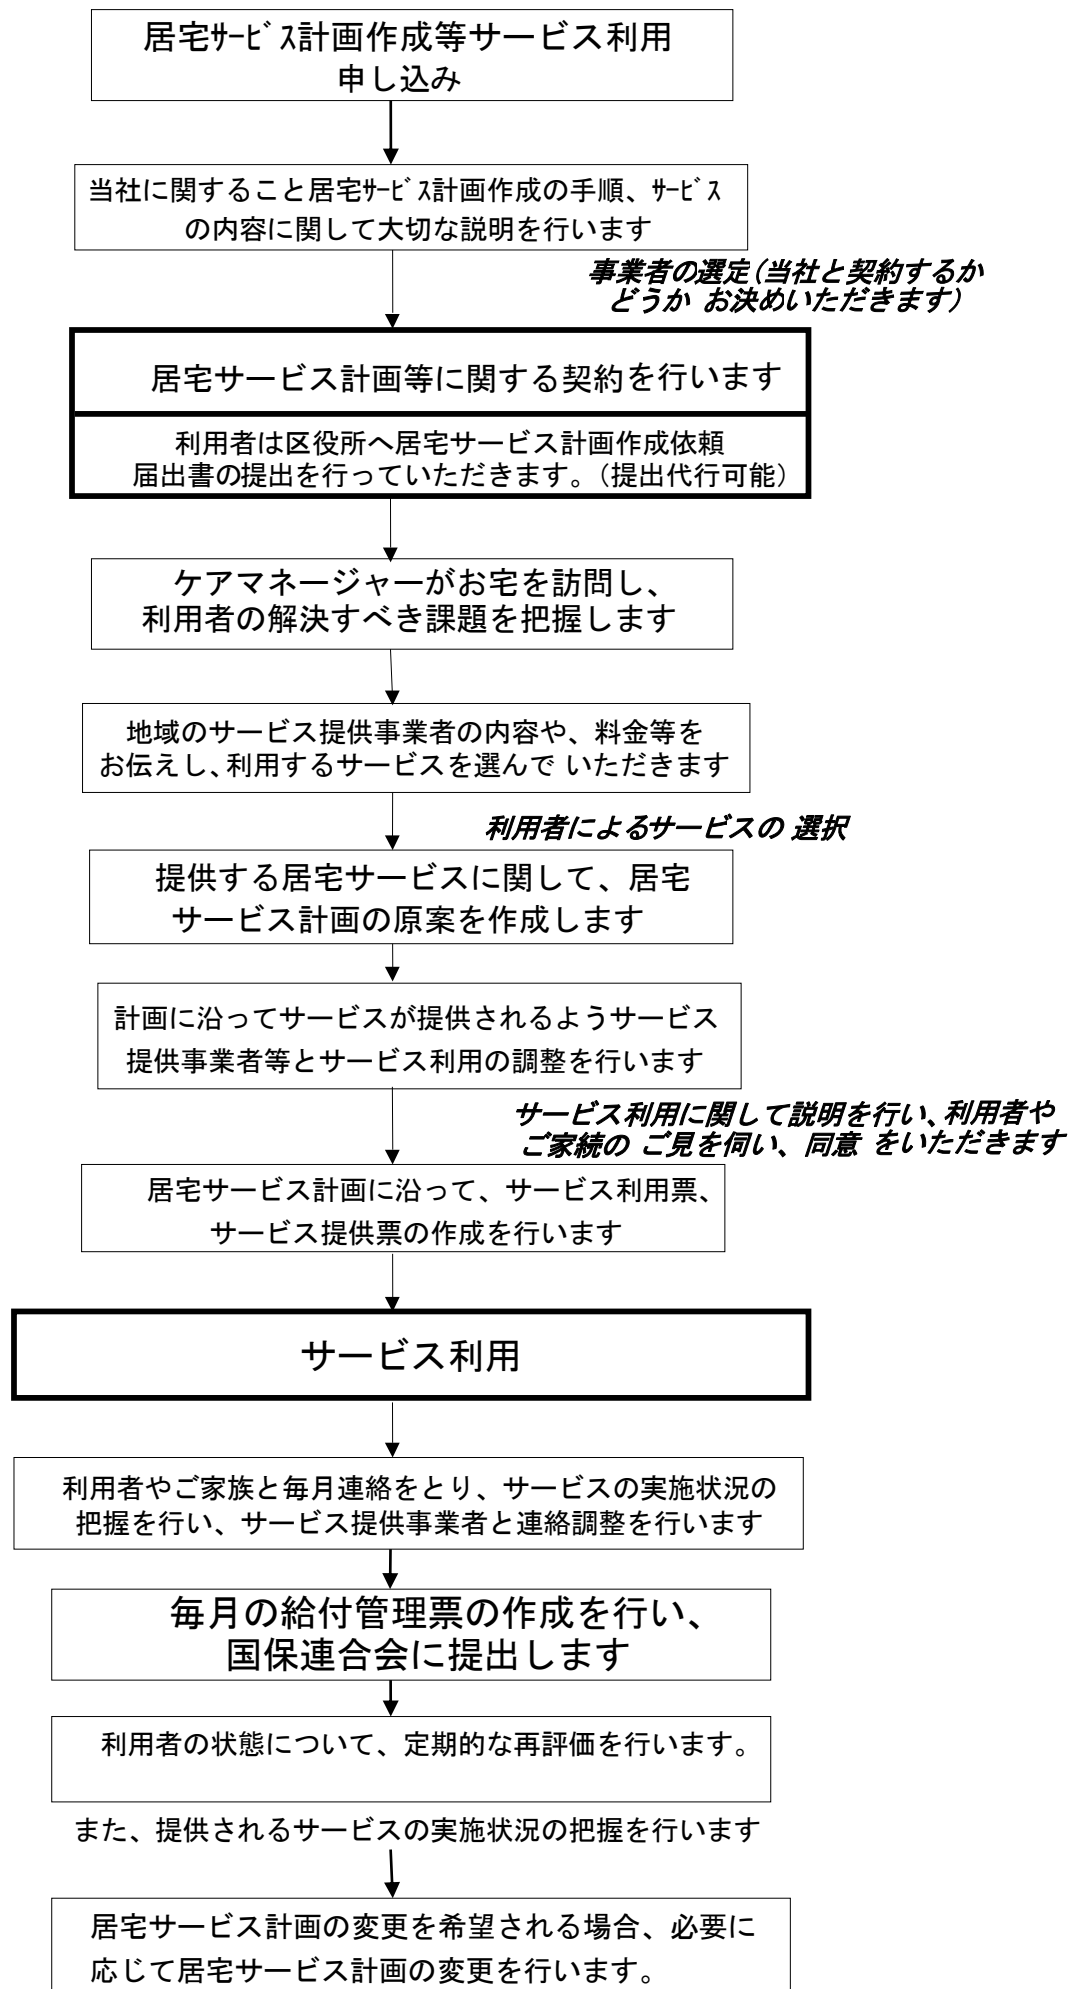 居宅ｻｰﾋﾞｽ計画作成等サービス利用
申し込み
当社に関すること居宅ｻｰﾋﾞｽ計画作成の手順、ｻｰﾋﾞｽ
の内容に関して大切な説明を行います
事業者の選定（当社と契約するか
どうか お決めいただきます）
居宅サービス計画等に関する契約を行います
利用者は区役所へ居宅サービス計画作成依頼
届出書の提出を行っていただきます。（提出代行可能）
ケアマネージャーがお宅を訪問し、
利用者の解決すべき課題を把握します
地域のサービス提供事業者の内容や、料金等を
お伝えし、利用するサービスを選んで いただきます
利用者によるサービスの 選択
提供する居宅サービスに関して、居宅
サービス計画の原案を作成します
計画に沿ってサービスが提供されるようサービス
提供事業者等とサービス利用の調整を行います
サービス利用に関して説明を行い、利用者や
ご家続の ご見を伺い、同意 をいただきます
居宅サービス計画に沿って、サービス利用票、
サービス提供票の作成を行います
サービス利用
利用者やご家族と毎月連絡をとり、サービスの実施状況の
把握を行い、サービス提供事業者と連絡調整を行います
毎月の給付管理票の作成を行い、
国保連合会に提出します
利用者の状態について、定期的な再評価を行います。
また、提供されるサービスの実施状況の把握を行います
居宅サービス計画の変更を希望される場合、必要に
応じて居宅サービス計画の変更を行います。